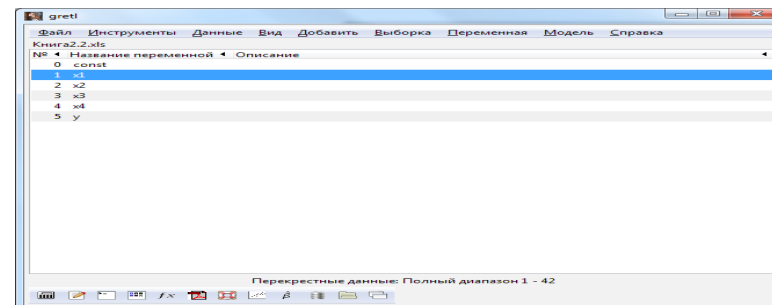 gretl
Файл Инструменты Данные Вид Добавить Выборка Переменная Модель Справка
Книга2.2.xls
№ Название переменной Описание
0 const
1 x1
2 x2
3 x3
4 x4
5 y
Перекрестные данные: Полный диапазон 1 - 42
fx β